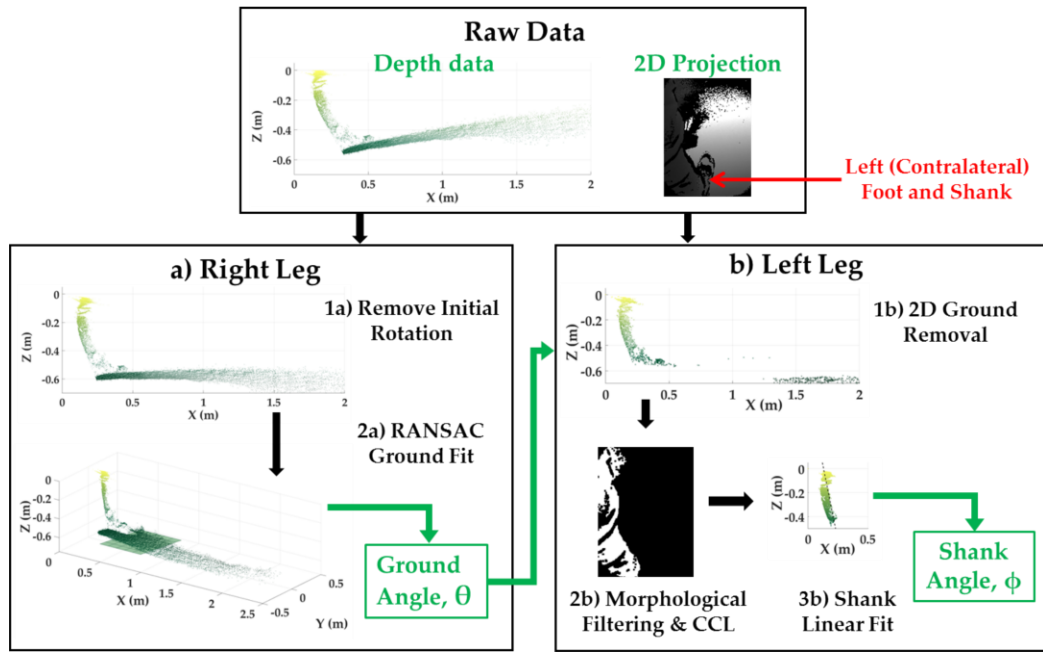 Raw Data
Depth data
2D Projection
0
-0.2
-0.4
-0.6
Z (m)
0
0.5
1
1.5
2
X (m)
Left (Contralateral)
Foot and Shank
a) Right Leg
1a) Remove Initial
Rotation
0
-0.2
-0.4
-0.6
Z (m)
0
0.5
1
1.5
2
X (m)
2a) RANSAC
Ground Fit
0
-0.2
-0.4
-0.6
Z (m)
0
0.5
1
1.5
2
2.5
X (m)
-0.5
0
0.5
Y (m)
Ground
Angle, θ
b) Left Leg
1b) 2D Ground
Removal
0
-0.2
-0.4
-0.6
Z (m)
0
0.5
1
1.5
2
X (m)
2b) Morphological
Filtering & CCL
0
-0.2
-0.4
Z (m)
0
0.5
X (m)
3b) Shank
Linear Fit
Shank
Angle, ϕ